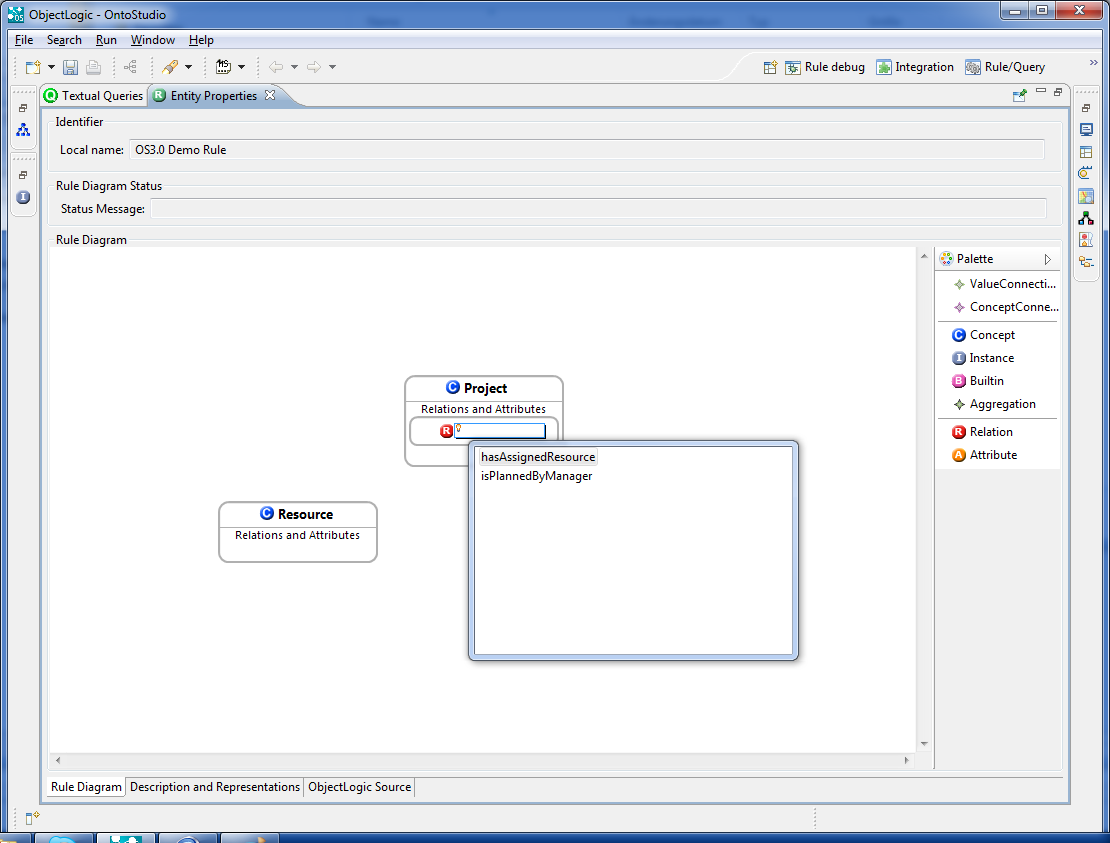 ObjectLogic - OntoStudio
File Search Run Window Help
Rule debug Integration Rule/Query »
Textual Queries Entity Properties
Identifier
Local name: OS3.0 Demo Rule
Rule Diagram Status
Status Message:
Rule Diagram
Palette
ValueConnecti...
ConceptConne...
C Concept
I Instance
B Builtin
Aggregation
R Relation
A Attribute
C Project
Relations and Attributes
R
hasAssignedResource
isPlannedByManager
C Resource
Relations and Attributes
Rule Diagram Description and Representations ObjectLogic Source